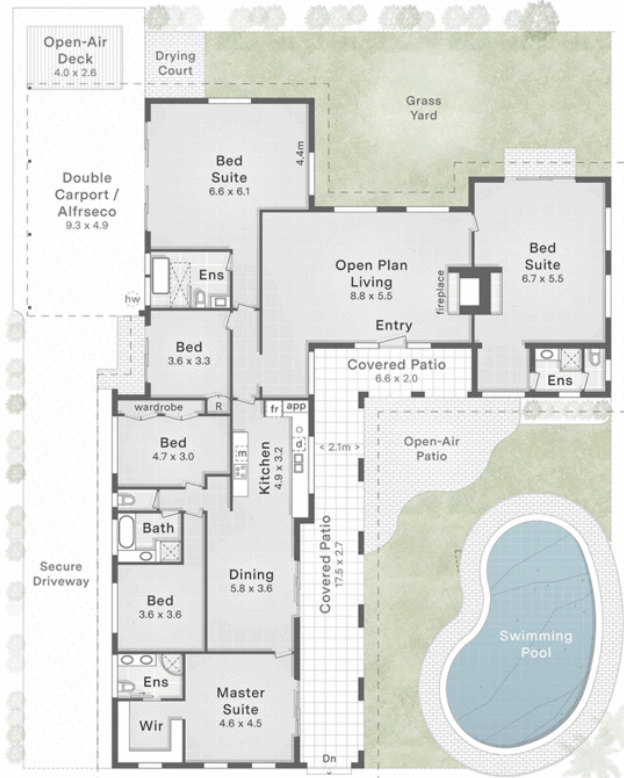 Open-Air
Deck
4.0 x 2.6
Drying
Court
Grass
Yard
Double
Carport /
Alfrseco
9.3 x 4.9
Bed
Suite
6.6 x 6.1
4.4m
Ens
hw
Open Plan
Living
8.8 x 5.5
fireplace
Entry
Bed
Suite
6.7 x 5.5
Ens
Bed
3.6 x 3.3
Covered Patio
6.6 x 2.0
wardrobe
R
fr
app
Bed
4.7 x 3.0
m
d
Kitchen
4.9 x 3.2
< 2.1m >
Open-Air
Patio
Bath
Secure
Driveway
Bed
3.6 x 3.6
Dining
5.8 x 3.6
Covered Patio
17.5 x 2.7
Swimming
Pool
Ens
Wir
Master
Suite
4.6 x 4.5
Dn